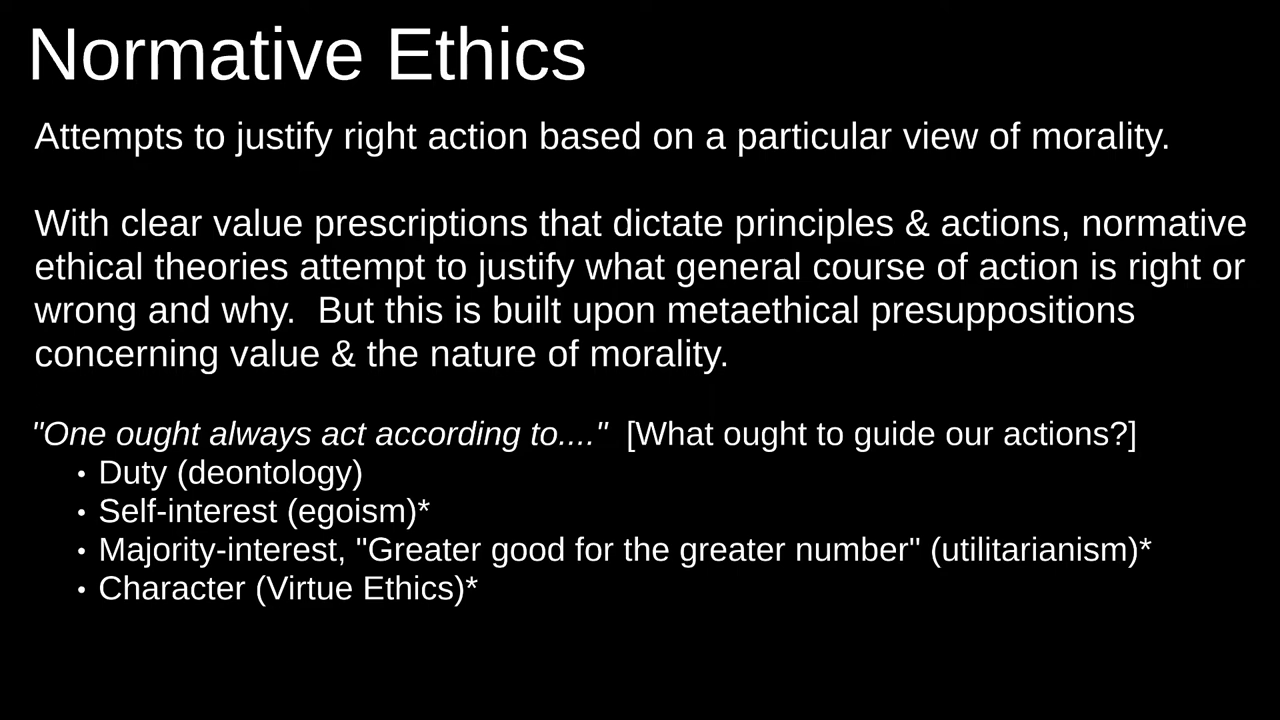 Normative Ethics
Attempts to justify right action based on a particular view of morality.
With clear value prescriptions that dictate principles & actions, normative
ethical theories attempt to justify what general course of action is right or
wrong and why.  But this is built upon metaethical presuppositions
concerning value & the nature of morality.
"One ought always act according to...."  [What ought to guide our actions?]
• Duty (deontology)
• Self-interest (egoism)*
• Majority-interest, "Greater good for the greater number" (utilitarianism)*
• Character (Virtue Ethics)*